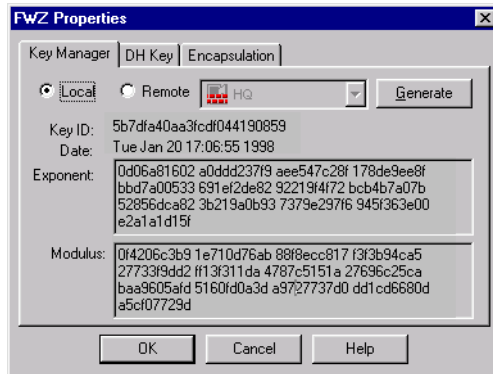 FWZ Properties
Key Manager DH Key Encapsulation
Local Remote HQ Generate
Key ID: 5b7dfa40aa3fcdf044190859
Date: Tue Jan 20 17:06:55 1998
Exponent: 0d06a81602 a0ddd237f9 aee547c28f 178de9ee8f
bbd7a00533 691ef2de82 92219f4f72 bcb4b7a07b
52856dca82 3b219a0b93 7379e297f6 945f363e00
e2a1a1d15f
Modulus: 0f4206c3b9 1e710d76ab 88f8ecc817 f3f3b94ca5
27733f9dd2 ff13f311da 4787c5151a 27696c25ca
baa9605afd 5160fd0a3d a9727737d0 dd1cd6680d
a5cf07729d
OK Cancel Help